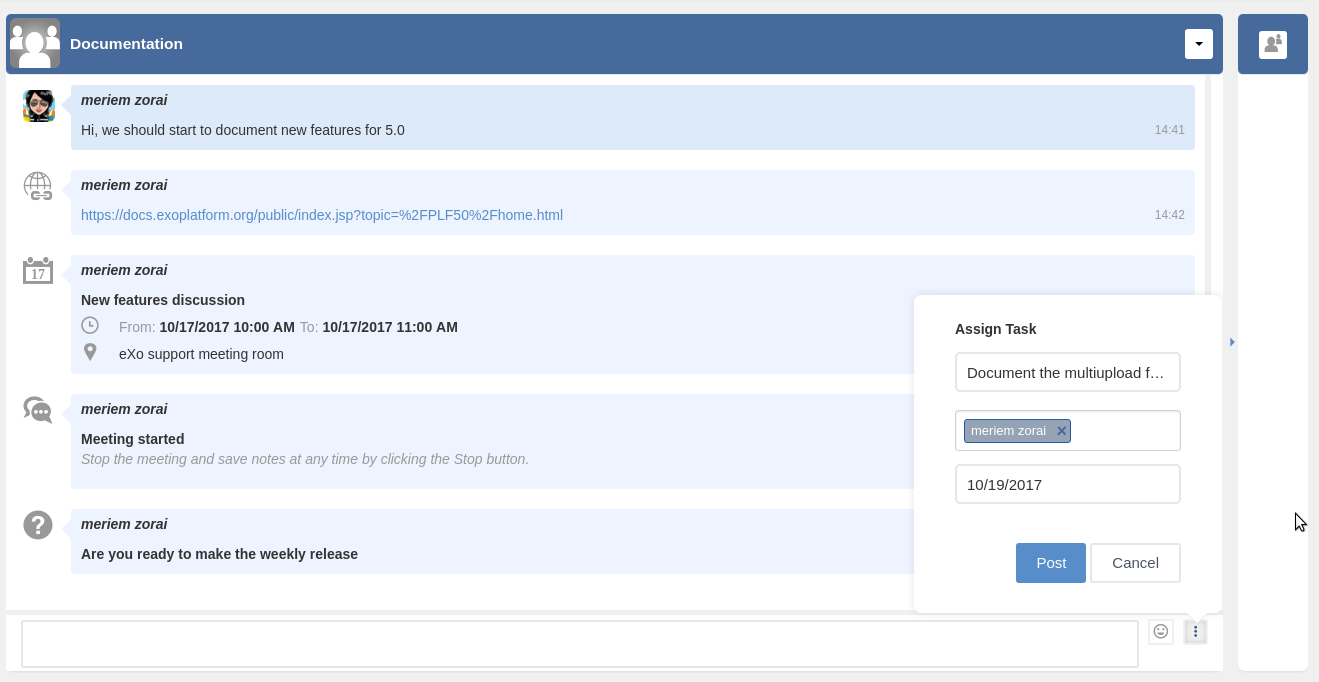 Documentation
meriem zorai
Hi, we should start to document new features for 5.0
14:41
meriem zorai
https://docs.exoplatform.org/public/index.jsp?topic=%2FPLF50%2Fhome.html
14:42
17
meriem zorai
New features discussion
From: 10/17/2017 10:00 AM To: 10/17/2017 11:00 AM
eXo support meeting room
meriem zorai
Meeting started
Stop the meeting and save notes at any time by clicking the Stop button.
?
meriem zorai
Are you ready to make the weekly release
Assign Task
Document the multiupload f…
meriem zorai ×
10/19/2017
Post Cancel